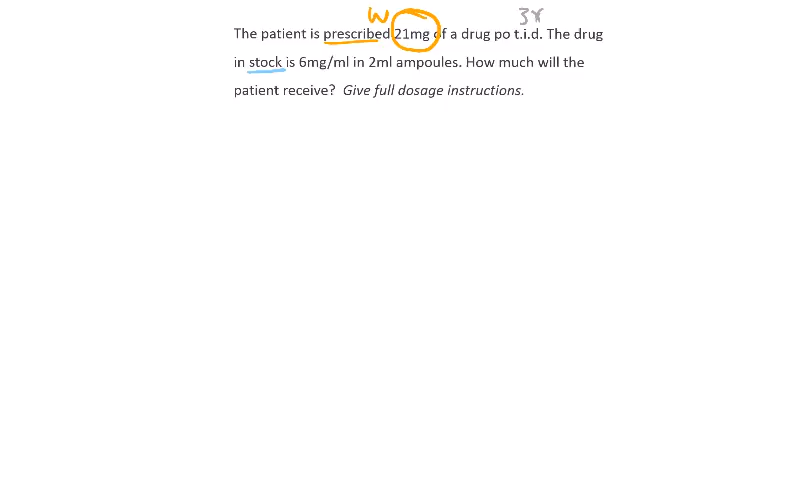 W 3x
The patient is prescribed 21mg of a drug po t.i.d. The drug
in stock is 6mg/ml in 2ml ampoules. How much will the
patient receive? Give full dosage instructions.